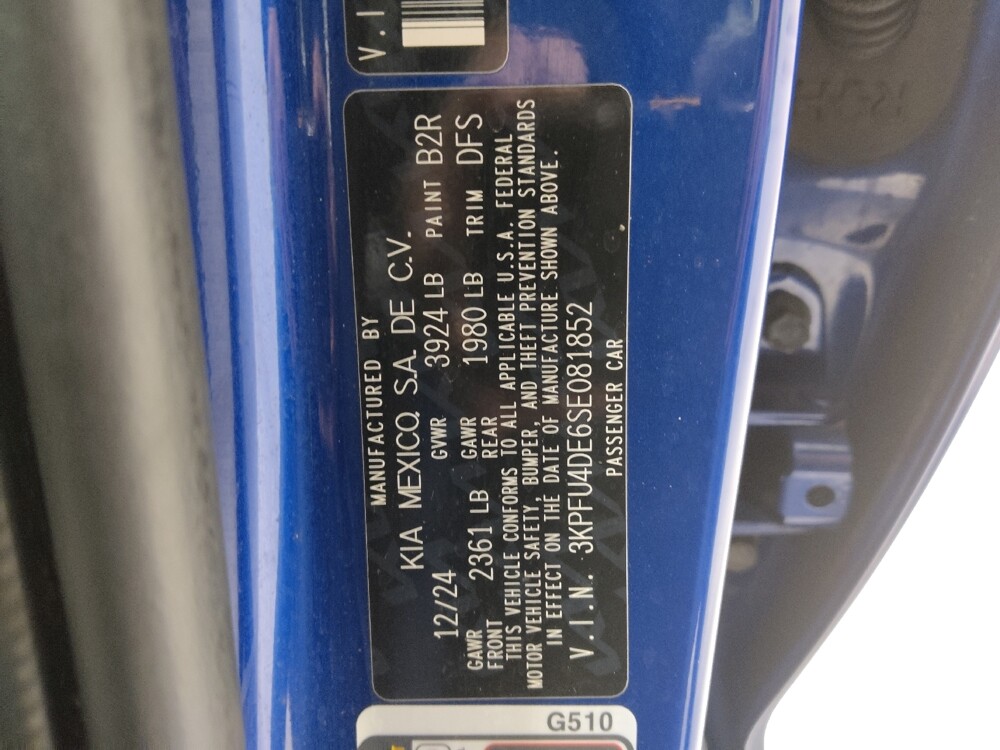 V.I
MANUFACTURED BY
KIA MEXICO, S.A. DE C.V.
12/24 GVWR 3924 LB PAINT B2R
GAWR FRONT 2361 LB GAWR REAR 1980 LB TRIM DFS
THIS VEHICLE CONFORMS TO ALL APPLICABLE U.S.A. FEDERAL
MOTOR VEHICLE SAFETY, BUMPER, AND THEFT PREVENTION STANDARDS
IN EFFECT ON THE DATE OF MANUFACTURE SHOWN ABOVE.
V.I.N. 3KPFU4DE6SE081852
PASSENGER CAR
G510